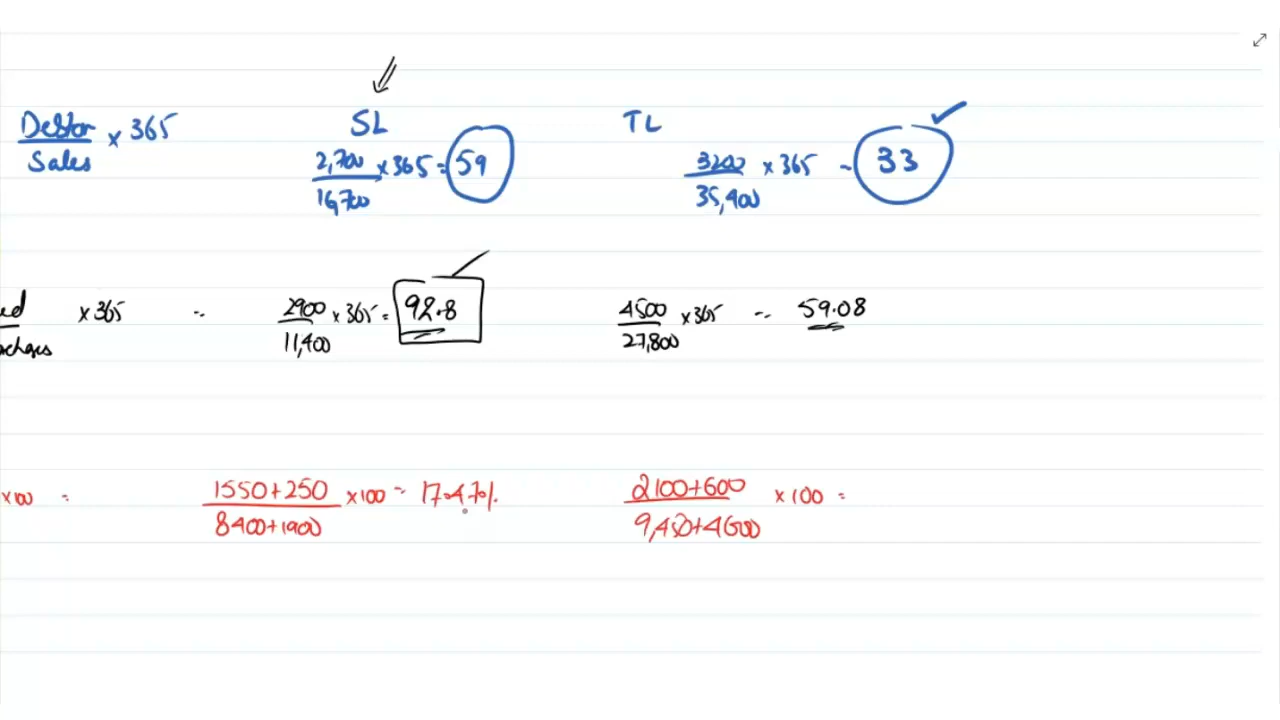 SL TL
Debtor/Sales × 365 2,700/16,700 × 365 = 59 3200/35,400 × 365 = 33
× 365 = 2900/11,400 × 365 = 92.8 4500/27,800 × 365 = 59.08
×100 = 1550+250/8400+1900 ×100 = 17.47% 2100+600/9,450+4600 ×100 =